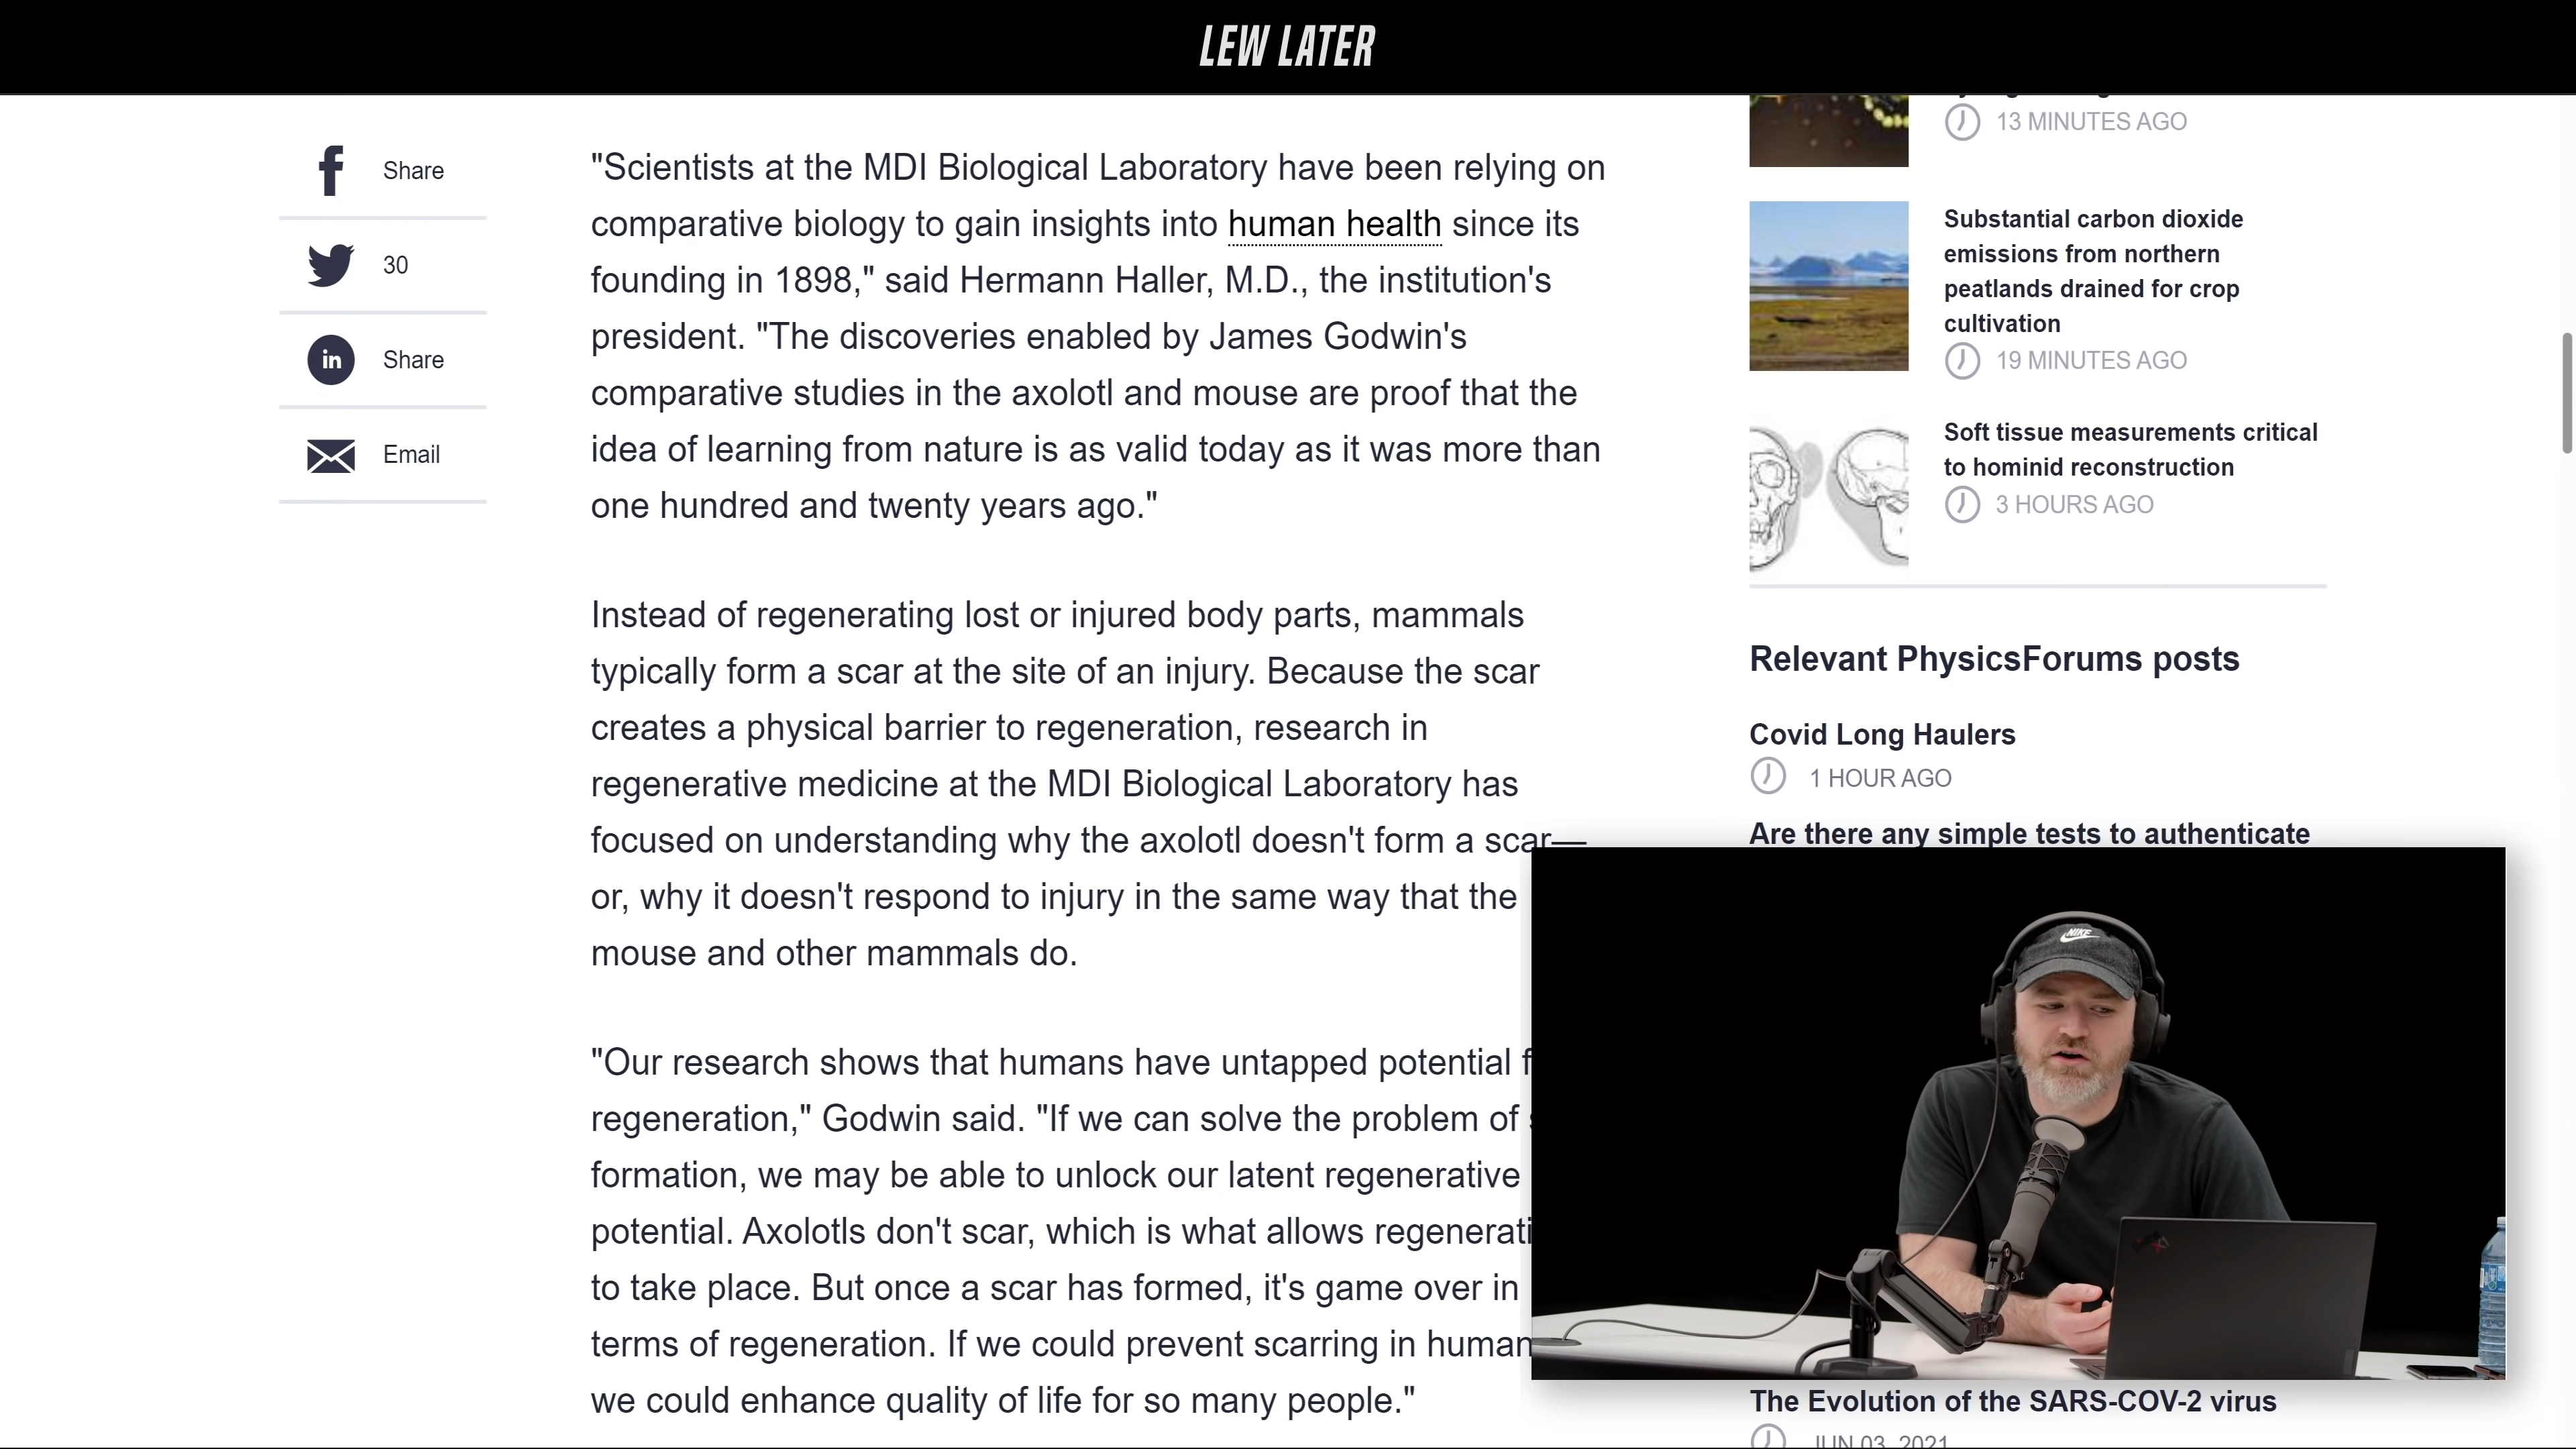 LEW LATER
Share
30
Share
Email
"Scientists at the MDI Biological Laboratory have been relying on
comparative biology to gain insights into human health since its
founding in 1898," said Hermann Haller, M.D., the institution's
president. "The discoveries enabled by James Godwin's
comparative studies in the axolotl and mouse are proof that the
idea of learning from nature is as valid today as it was more than
one hundred and twenty years ago."
Instead of regenerating lost or injured body parts, mammals
typically form a scar at the site of an injury. Because the scar
creates a physical barrier to regeneration, research in
regenerative medicine at the MDI Biological Laboratory has
focused on understanding why the axolotl doesn't form a scar—
or, why it doesn't respond to injury in the same way that the
mouse and other mammals do.
"Our research shows that humans have untapped potential
regeneration," Godwin said. "If we can solve the problem of
formation, we may be able to unlock our latent regenerative
potential. Axolotls don't scar, which is what allows
to take place. But once a scar has formed, it's game over in
terms of regeneration. If we could prevent scarring in
we could enhance quality of life for so many people."
13 MINUTES AGO
Substantial carbon dioxide
emissions from northern
peatlands drained for crop
cultivation
19 MINUTES AGO
Soft tissue measurements critical
to hominid reconstruction
3 HOURS AGO
Relevant PhysicsForums posts
Covid Long Haulers
1 HOUR AGO
Are there any simple tests to authenticate
NIKE
The Evolution of the SARS-COV-2 virus
JUN 03, 2021